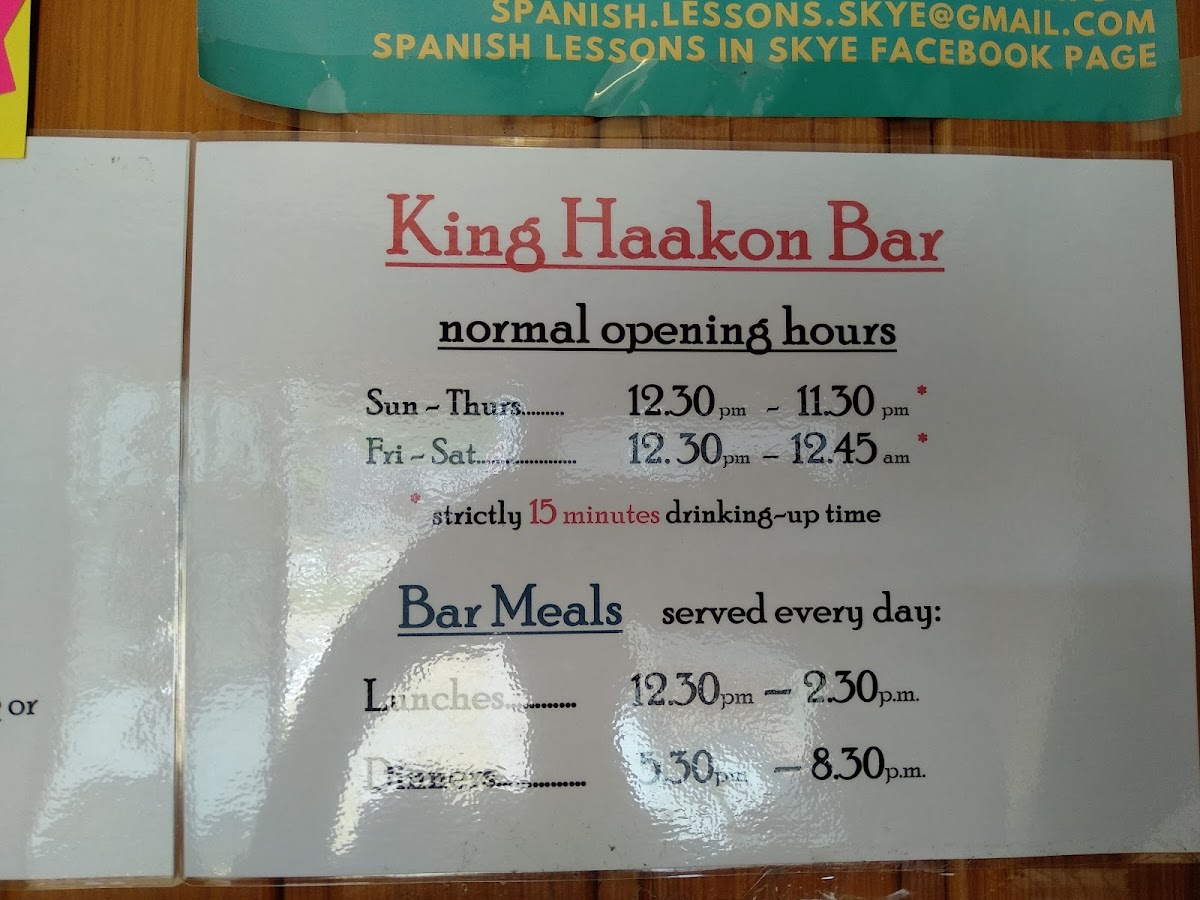 SPANISH.LESSONS.SKYE@GMAIL.COM
SPANISH LESSONS IN SKYE FACEBOOK PAGE
King Haakon Bar
normal opening hours
Sun ~ Thurs......... 12.30 pm ~ 11.30 pm *
Fri ~ Sat................... 12.30pm – 12.45 am *
* strictly 15 minutes drinking~up time
Bar Meals served every day:
Lunches............ 12.30pm – 2.30p.m.
Dinners............... 5.30pm – 8.30p.m.
or